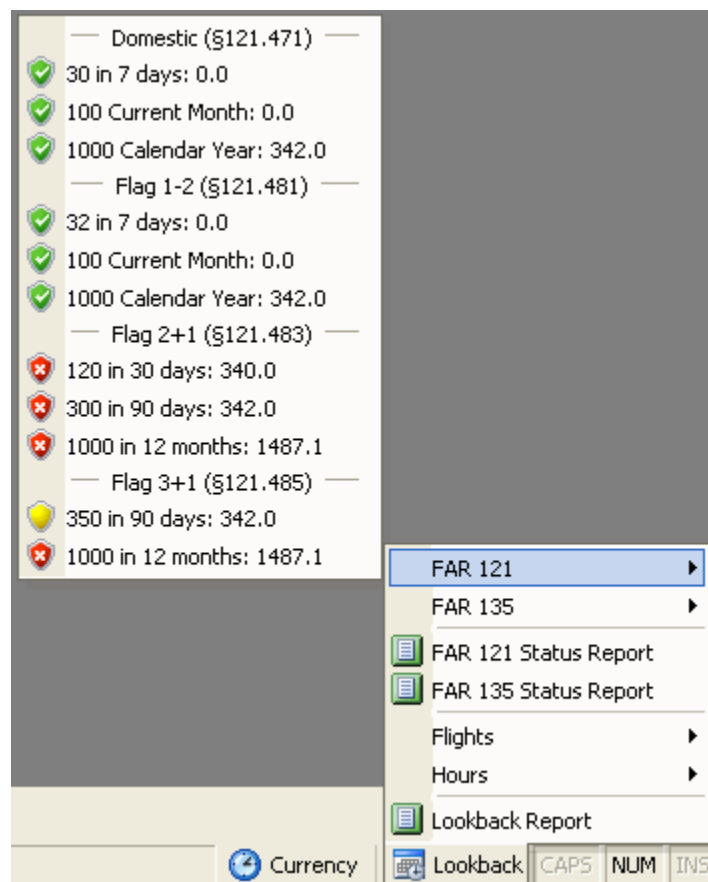 Domestic (§121.471)
30 in 7 days: 0.0
100 Current Month: 0.0
1000 Calendar Year: 342.0
Flag 1-2 (§121.481)
32 in 7 days: 0.0
100 Current Month: 0.0
1000 Calendar Year: 342.0
Flag 2+1 (§121.483)
120 in 30 days: 340.0
300 in 90 days: 342.0
1000 in 12 months: 1487.1
Flag 3+1 (§121.485)
350 in 90 days: 342.0
1000 in 12 months: 1487.1
FAR 121
FAR 135
FAR 121 Status Report
FAR 135 Status Report
Flights
Hours
Lookback Report
Currency Lookback CAPS NUM INS